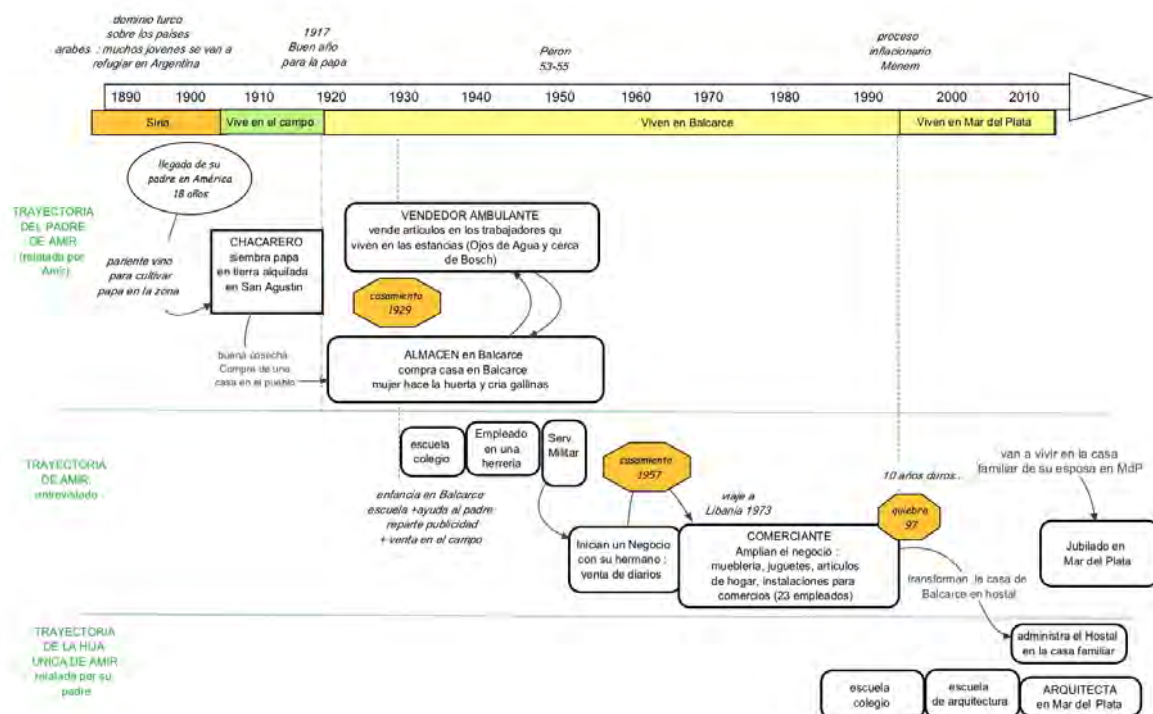 dominio turco
sobre los países
arabes : muchos jovenes se van a
refugiar en Argentina
1917
Buen año
para la papa
Peron
53-55
proceso
inflacionario
Menem
1890 1900 1910 1920 1930 1940 1950 1960 1970 1980 1990 2000 2010
Siria
Vive en el campo
Viven en Balcarce
Viven en Mar del Plata
llegada de su
padre en América
18 años
TRAYECTORIA
DEL PADRE
DE AMIR
(relatada por
Amir)
pariente vino
para cultivar
papa en la zona
CHACARERO
siembra papa
en tierra alquilada
en San Agustin
VENDEDOR AMBULANTE
vende artículos en los trabajadores qu
viven en las estancias (Ojos de Agua y cerca
de Bosch)
casamiento
1929
buena cosecha
Compra de una
casa en el pueblo
ALMACEN en Balcarce
compra casa en Balcarce
mujer hace la huerta y cria gallinas
TRAYECTORIA
DE AMIR,
entrevistado
escuela
colegio
Empleado
en una
herrería
Serv.
Militar
casamiento
1957
enfancia en Balcarce
escuela +ayuda al padre
reparte publicidad
+ venta en el campo
viaje a
Libania 1973
10 años duros...
quiebra
97
van a vivir en la casa
familiar de su esposa en MdP
Inician un Negocio
con su hermano :
venta de diarios
COMERCIANTE
Amplian el negocio :
muebleria, juguetes, articulos
de hogar, instalaciones para
comercios (23 empleados)
Jubilado en
Mar del Plata
transforman la casa de
Balcarce en hostal
TRAYECTORIA
DE LA HIJA
UNICA DE AMIR
relatada por su
padre
administra el Hostal
en la casa familiar
escuela
colegio
escuela
de arquitectura
ARQUITECTA
en Mar del Plata